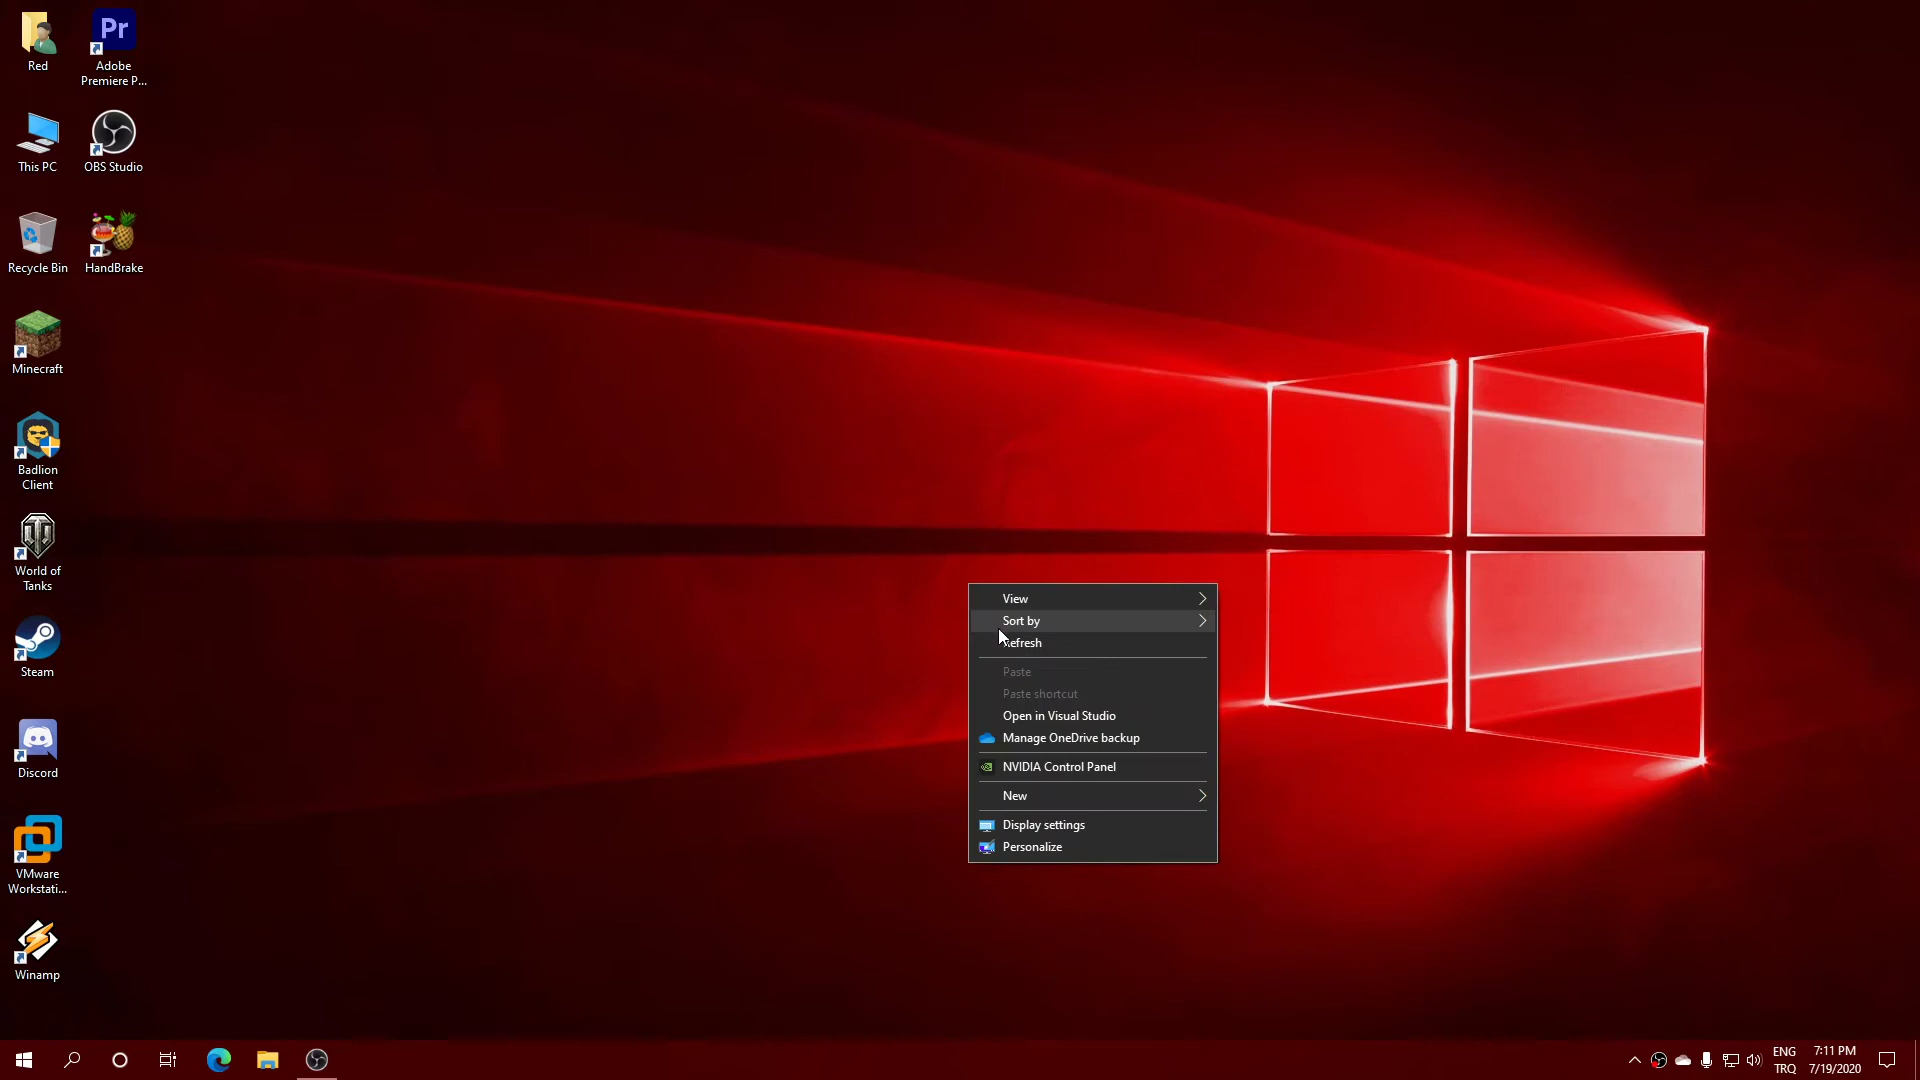 Red
Pr
Adobe
Premiere P...
This PC
OBS Studio
Recycle Bin
HandBrake
Minecraft
Badlion
Client
World of
Tanks
Steam
Discord
VMware
Workstati...
Winamp
View
Sort by
Refresh
Paste
Paste shortcut
Open in Visual Studio
Manage OneDrive backup
NVIDIA Control Panel
New
Display settings
Personalize
ENG
TRQ
7:11 PM
7/19/2020